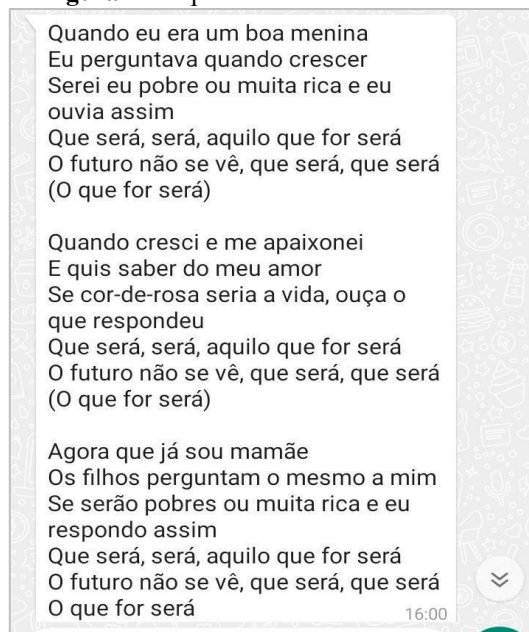 Quando eu era um boa menina
Eu perguntava quando crescer
Serei eu pobre ou muita rica e eu
ouvia assim
Que será, será, aquilo que for será
O futuro não se vê, que será, que será
(O que for será)
Quando cresci e me apaixonei
E quis saber do meu amor
Se cor-de-rosa seria a vida, ouça o
que respondeu
Que será, será, aquilo que for será
O futuro não se vê, que será, que será
(O que for será)
Agora que já sou mamãe
Os filhos perguntam o mesmo a mim
Se serão pobres ou muita rica e eu
respondo assim
Que será, será, aquilo que for será
O futuro não se vê, que será, que será
O que for será
16:00